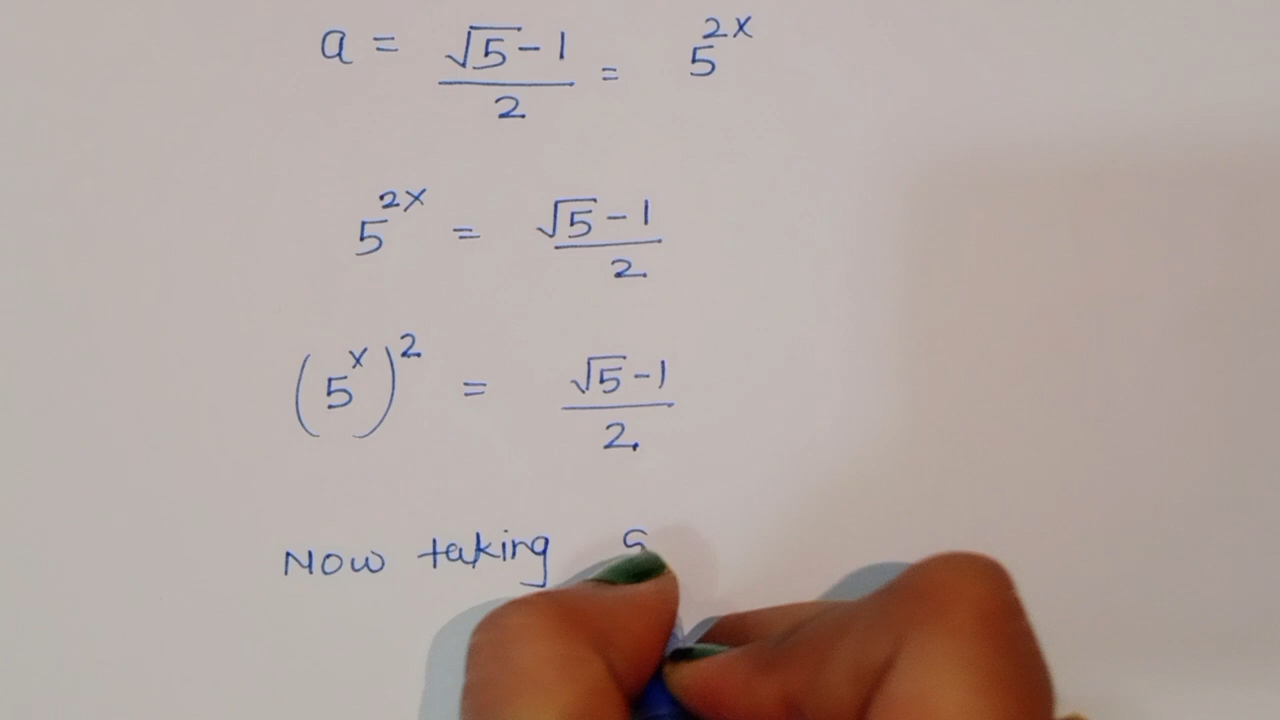 a = (√5-1)/2 = 5^2x
5^2x = (√5-1)/2
(5^x)^2 = (√5-1)/2
Now taking